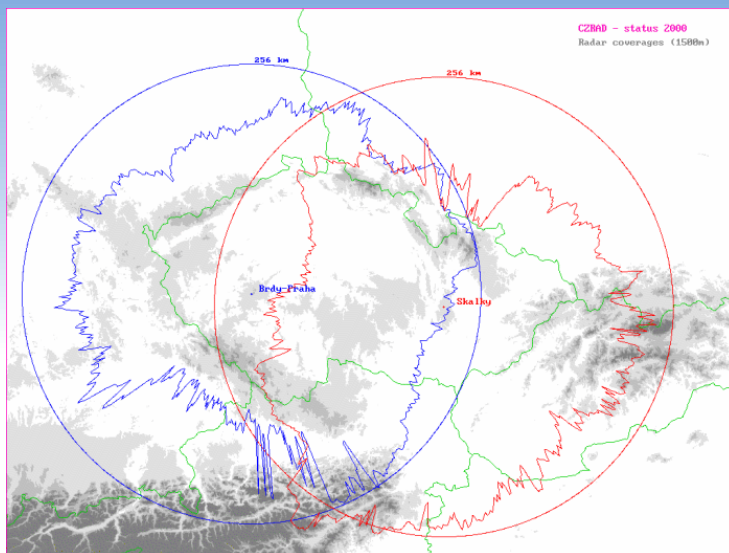 CZRAD - status 2000
Radar coverages (1500m)
256 km
256 km
Brdy-Praha
Skalky